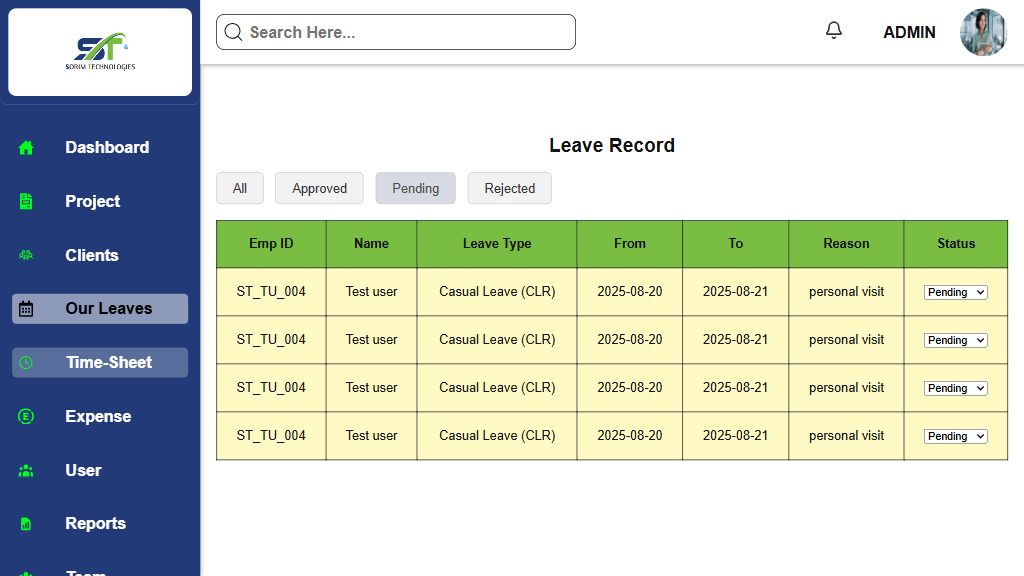 ST
SORIM TECHNOLOGIES
Search Here...
ADMIN
Dashboard
Project
Clients
Our Leaves
Time-Sheet
Expense
User
Reports
Team
Leave Record
All Approved Pending Rejected
Emp ID Name Leave Type From To Reason Status
ST_TU_004 Test user Casual Leave (CLR) 2025-08-20 2025-08-21 personal visit Pending
ST_TU_004 Test user Casual Leave (CLR) 2025-08-20 2025-08-21 personal visit Pending
ST_TU_004 Test user Casual Leave (CLR) 2025-08-20 2025-08-21 personal visit Pending
ST_TU_004 Test user Casual Leave (CLR) 2025-08-20 2025-08-21 personal visit Pending